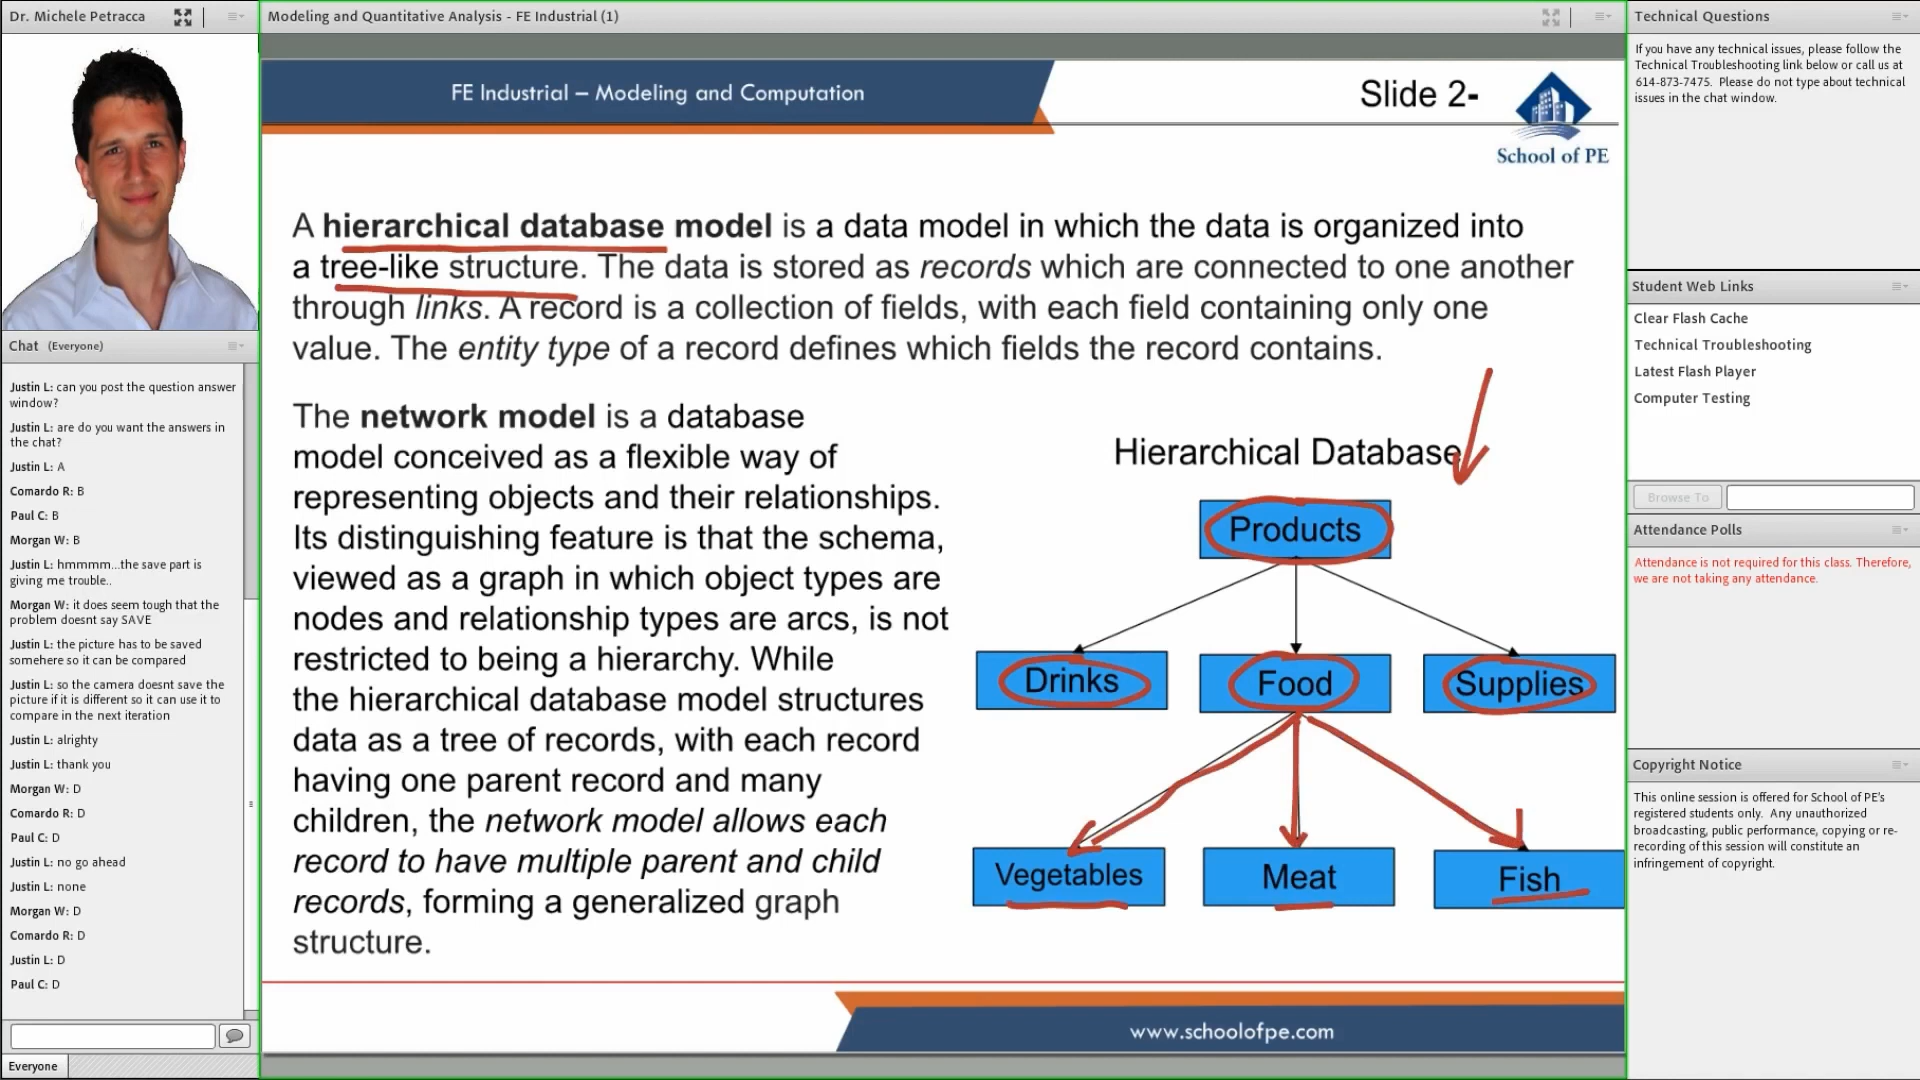 Dr. Michele Petracca
Modeling and Quantitative Analysis - FE Industrial (1)
Technical Questions
If you have any technical issues, please follow the
Technical Troubleshooting link below or call us at
614-873-7475.  Please do not type about technical
issues in the chat window.
FE Industrial – Modeling and Computation
Slide 2-
School of PE
A hierarchical database model is a data model in which the data is organized into
a tree-like structure. The data is stored as records which are connected to one another
through links. A record is a collection of fields, with each field containing only one
value. The entity type of a record defines which fields the record contains.
The network model is a database
model conceived as a flexible way of
representing objects and their relationships.
Its distinguishing feature is that the schema,
viewed as a graph in which object types are
nodes and relationship types are arcs, is not
restricted to being a hierarchy. While
the hierarchical database model structures
data as a tree of records, with each record
having one parent record and many
children, the network model allows each
record to have multiple parent and child
records, forming a generalized graph
structure.
Hierarchical Database
Products
Drinks
Food
Supplies
Vegetables
Meat
Fish
www.schoolofpe.com
Chat (Everyone)
Justin L: can you post the question answer
window?
Justin L: are do you want the answers in
the chat?
Justin L: A
Comardo R: B
Paul C: B
Morgan W: B
Justin L: hmmmm...the save part is
giving me trouble..
Morgan W: it does seem tough that the
problem doesnt say SAVE
Justin L: the picture has to be saved
somehere so it can be compared
Justin L: so the camera doesnt save the
picture if it is different so it can use it to
compare in the next iteration
Justin L: alrighty
Justin L: thank you
Morgan W: D
Comardo R: D
Paul C: D
Justin L: no go ahead
Justin L: none
Morgan W: D
Comardo R: D
Justin L: D
Paul C: D
Everyone
Student Web Links
Clear Flash Cache
Technical Troubleshooting
Latest Flash Player
Computer Testing
Browse To
Attendance Polls
Attendance is not required for this class. Therefore,
we are not taking any attendance.
Copyright Notice
This online session is offered for School of PE's
registered students only.  Any unauthorized
broadcasting, public performance, copying or re-
recording of this session will constitute an
infringement of copyright.